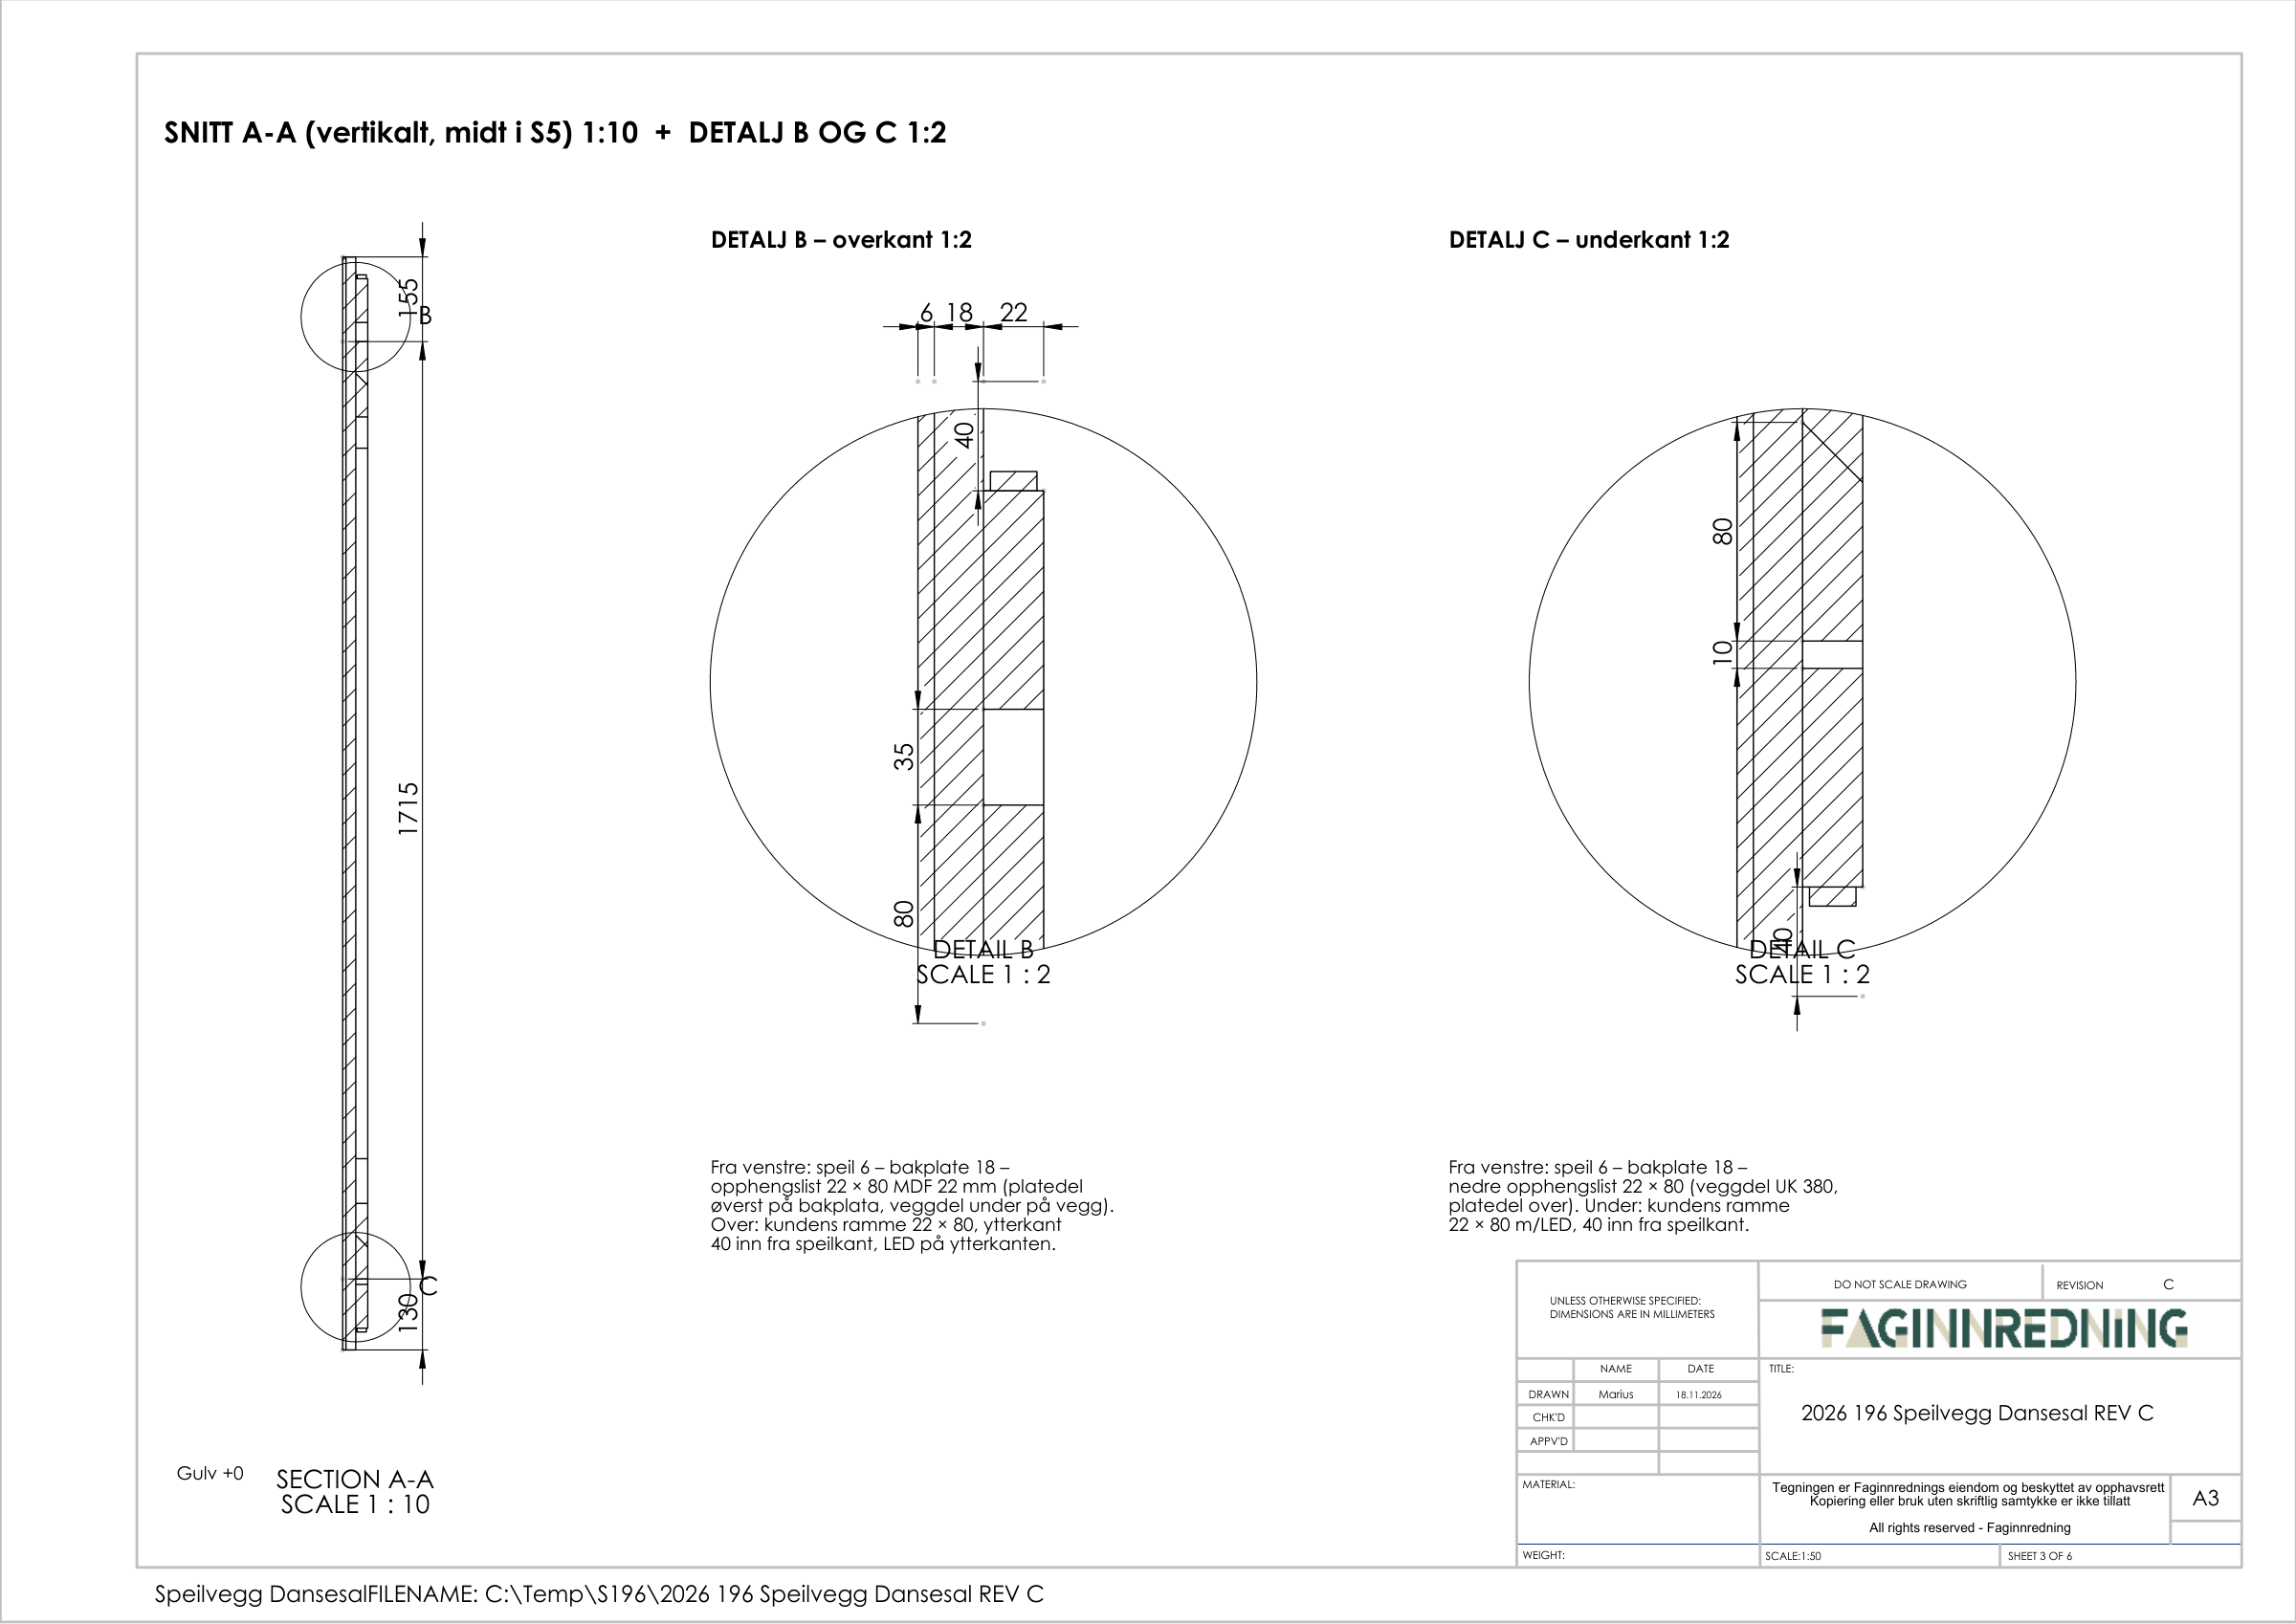 SNITT A-A (vertikalt, midt i S5) 1:10 + DETALJ B OG C 1:2
DETALJ B – overkant 1:2
DETALJ C – underkant 1:2
155
B
1715
C
130
6 18 22
40
35
80
DETAIL B
SCALE 1 : 2
80
10
40
DETAIL C
SCALE 1 : 2
Fra venstre: speil 6 – bakplate 18 –
opphengslist 22 × 80 MDF 22 mm (platedel
øverst på bakplata, veggdel under på vegg).
Over: kundens ramme 22 × 80, ytterkant
40 inn fra speilkant, LED på ytterkanten.
Fra venstre: speil 6 – bakplate 18 –
nedre opphengslist 22 × 80 (veggdel UK 380,
platedel over). Under: kundens ramme
22 × 80 m/LED, 40 inn fra speilkant.
Gulv +0
SECTION A-A
SCALE 1 : 10
UNLESS OTHERWISE SPECIFIED:
DIMENSIONS ARE IN MILLIMETERS
DO NOT SCALE DRAWING
REVISION C
FAGINNREDNING
NAME DATE
DRAWN Marius 18.11.2026
CHK'D
APPV'D
TITLE:
2026 196 Speilvegg Dansesal REV C
MATERIAL:
Tegningen er Faginnrednings eiendom og beskyttet av opphavsrett
Kopiering eller bruk uten skriftlig samtykke er ikke tillatt
All rights reserved - Faginnredning
A3
WEIGHT:
SCALE:1:50
SHEET 3 OF 6
Speilvegg DansesalFILENAME: C:\Temp\S196\2026 196 Speilvegg Dansesal REV C